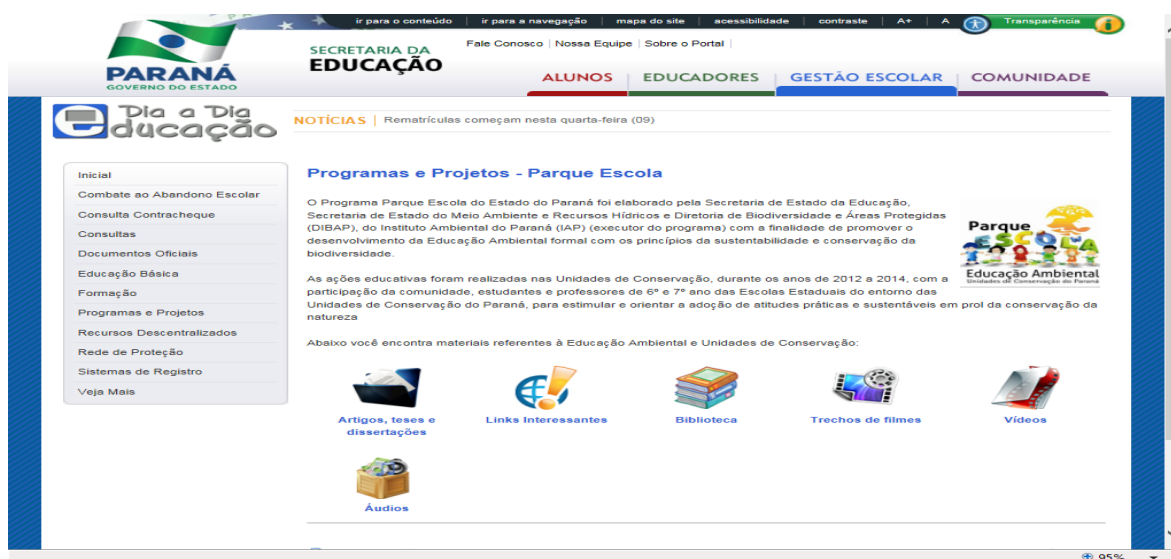 ir para o conteúdo | ir para a navegação | mapa do site | acessibilidade | contraste | A+ | A
Transparência
PARANÁ
GOVERNO DO ESTADO
SECRETARIA DA
EDUCAÇÃO
Fale Conosco | Nossa Equipe | Sobre o Portal |
ALUNOS | EDUCADORES | GESTÃO ESCOLAR | COMUNIDADE
Dia a Dia
educação
NOTÍCIAS | Rematrículas começam nesta quarta-feira (09)
Inicial
Combate ao Abandono Escolar
Consulta Contracheque
Consultas
Documentos Oficiais
Educação Básica
Formação
Programas e Projetos
Recursos Descentralizados
Rede de Proteção
Sistemas de Registro
Veja Mais
Programas e Projetos - Parque Escola
O Programa Parque Escola do Estado do Paraná foi elaborado pela Secretaria de Estado da Educação,
Secretaria de Estado do Meio Ambiente e Recursos Hídricos e Diretoria de Biodiversidade e Áreas Protegidas
(DIBAP), do Instituto Ambiental do Paraná (IAP) (executor do programa) com a finalidade de promover o
desenvolvimento da Educação Ambiental formal com os princípios da sustentabilidade e conservação da
biodiversidade.
Parque
ESCOLA
Educação Ambiental
Unidades de Conservação do Paraná
As ações educativas foram realizadas nas Unidades de Conservação, durante os anos de 2012 a 2014, com a
participação da comunidade, estudantes e professores de 6º e 7º ano das Escolas Estaduais do entorno das
Unidades de Conservação do Paraná, para estimular e orientar a adoção de atitudes práticas e sustentáveis em prol da conservação da
natureza
Abaixo você encontra materiais referentes à Educação Ambiental e Unidades de Conservação:
Artigos, teses e
dissertações
Links Interessantes
Biblioteca
Trechos de filmes
Vídeos
Áudios
95%